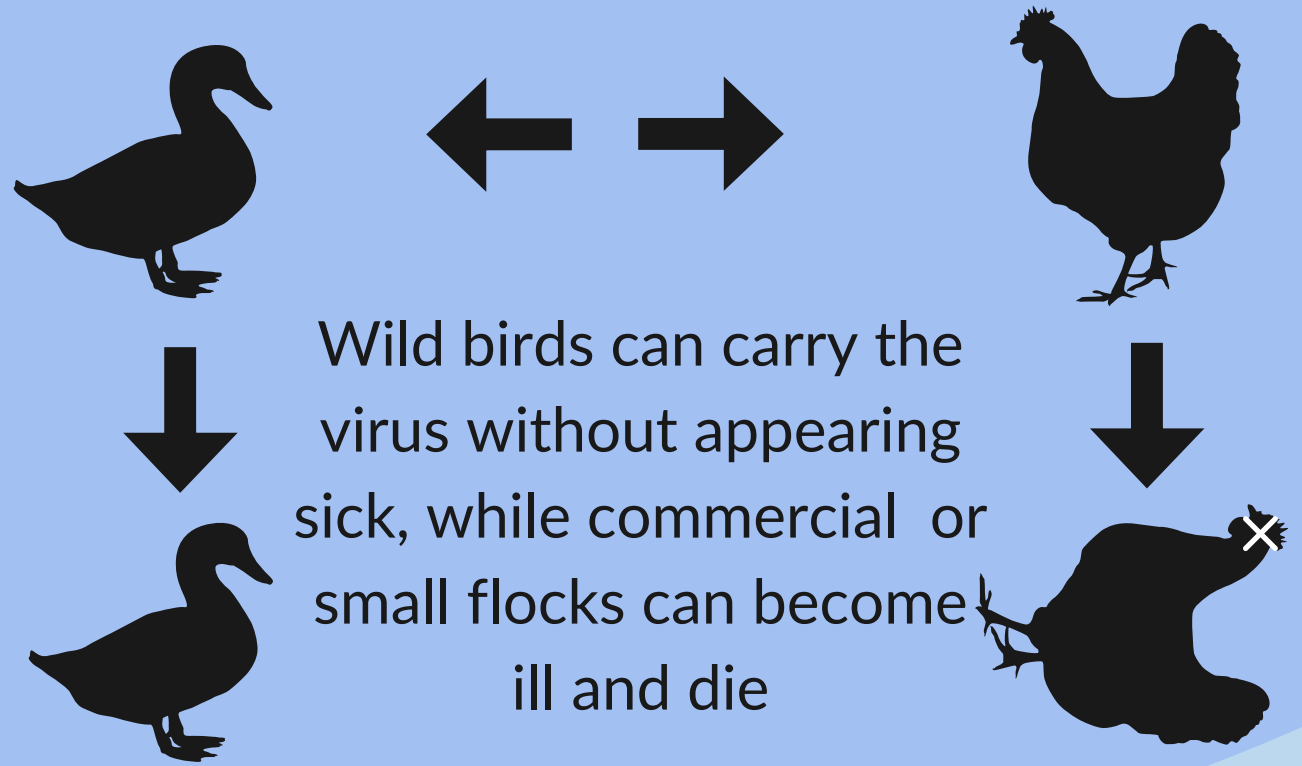 Wild birds can carry the
virus without appearing
sick, while commercial  or
small flocks can become
ill and die